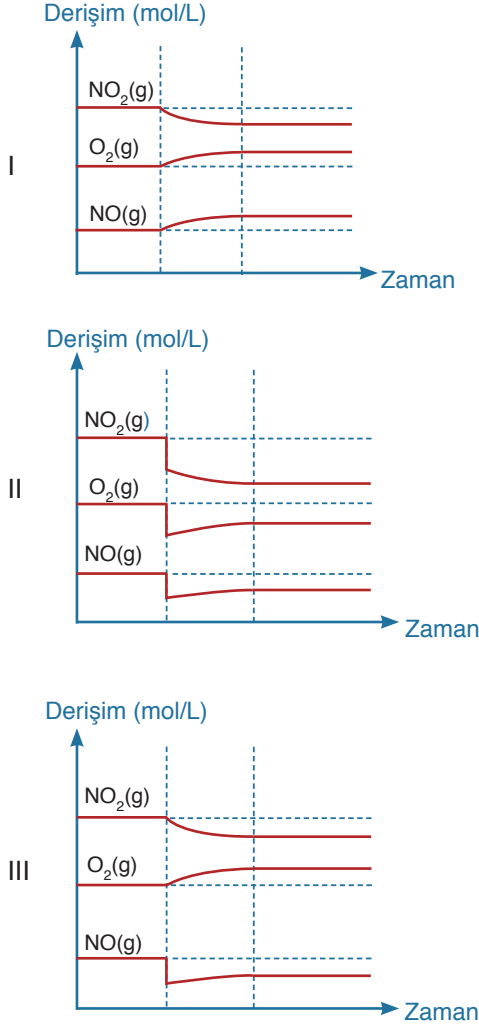 Derişim (mol/L)
NO₂(g)
O₂(g)
I
NO(g)
Zaman
Derişim (mol/L)
NO₂(g)
O₂(g)
II
NO(g)
Zaman
Derişim (mol/L)
NO₂(g)
O₂(g)
III
NO(g)
Zaman